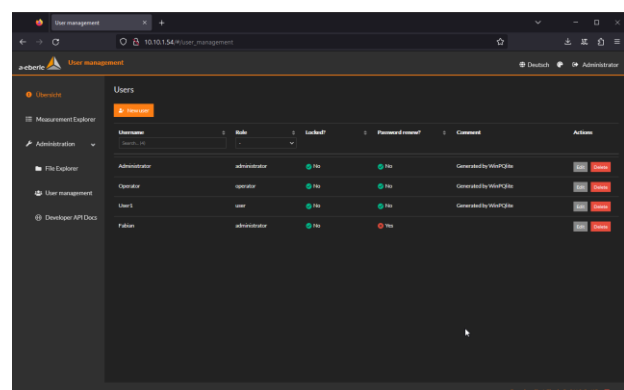 User management
10.10.1.54/#/user_management
a-eberle User management
Deutsch Administrator
Übersicht
Measurement Explorer
Administration
File Explorer
User management
Developer API Docs
Users
New user
Username Role Locked? Password renew? Comment Actions
Search... (4) -
Administrator administrator No No Generated by WinPQlite Edit Delete
Operator operator No No Generated by WinPQlite Edit Delete
User1 user No No Generated by WinPQlite Edit Delete
Fabian administrator No Yes Edit Delete